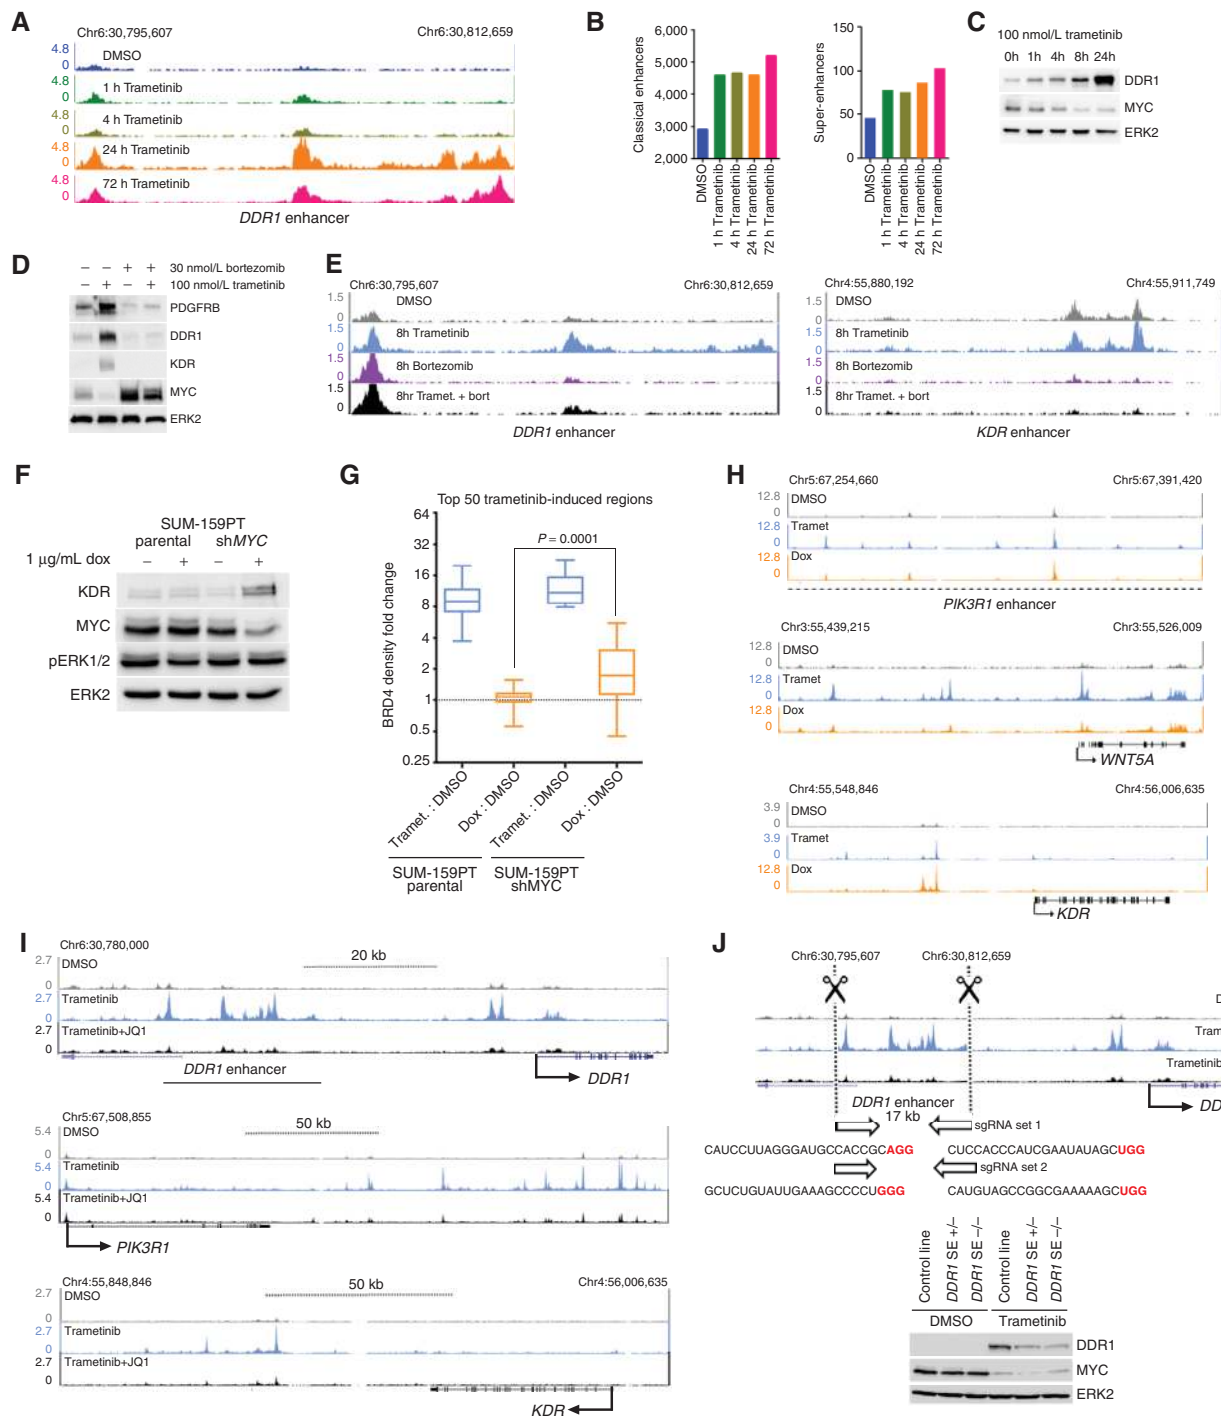 A
Chr6:30,795,607 Chr6:30,812,659
4.8
0
DMSO
4.8
0
1 h Trametinib
4.8
0
4 h Trametinib
4.8
0
24 h Trametinib
4.8
0
72 h Trametinib
DDR1 enhancer
B
Classical enhancers
6,000
5,000
4,000
3,000
2,000
DMSO
1 h Trametinib
4 h Trametinib
24 h Trametinib
72 h Trametinib
Super-enhancers
150
100
50
0
DMSO
1 h Trametinib
4 h Trametinib
24 h Trametinib
72 h Trametinib
C
100 nmol/L trametinib
0h 1h 4h 8h 24h
DDR1
MYC
ERK2
D
– – + + 30 nmol/L bortezomib
– + – + 100 nmol/L trametinib
PDGFRB
DDR1
KDR
MYC
ERK2
E
Chr6:30,795,607 Chr6:30,812,659
1.5
0
DMSO
1.5
0
8h Trametinib
1.5
0
8h Bortezomib
1.5
0
8hr Tramet. + bort
DDR1 enhancer
Chr4:55,880,192 Chr4:55,911,749
1.5
0
DMSO
1.5
0
8h Trametinib
1.5
0
8h Bortezomib
1.5
0
8hr Tramet. + bort
KDR enhancer
F
SUM-159PT
parental shMYC
1 µg/mL dox – + – +
KDR
MYC
pERK1/2
ERK2
G
Top 50 trametinib-induced regions
BRD4 density fold change
64
32
16
8
4
2
1
0.5
0.25
P = 0.0001
Tramet. : DMSO
Dox : DMSO
Tramet. : DMSO
Dox : DMSO
SUM-159PT parental
SUM-159PT shMYC
H
Chr5:67,254,660 Chr5:67,391,420
12.8
0
DMSO
12.8
0
Tramet
12.8
0
Dox
PIK3R1 enhancer
Chr3:55,439,215 Chr3:55,526,009
12.8
0
DMSO
12.8
0
Tramet
12.8
0
Dox
WNT5A
Chr4:55,548,846 Chr4:56,006,635
3.9
0
DMSO
3.9
0
Tramet
12.8
0
Dox
KDR
I
Chr6:30,780,000
20 kb
2.7
0
DMSO
2.7
0
Trametinib
2.7
0
Trametinib+JQ1
DDR1 enhancer
DDR1
Chr5:67,508,855
50 kb
5.4
0
DMSO
5.4
0
Trametinib
5.4
0
Trametinib+JQ1
PIK3R1
Chr4:55,848,846 Chr4:56,006,635
50 kb
2.7
0
DMSO
2.7
0
Trametinib
2.7
0
Trametinib+JQ1
KDR
J
Chr6:30,795,607 Chr6:30,812,659
D
Tram
Trametinib
DDR1 enhancer
17 kb
DD
sgRNA set 1
CAUCCUUAGGGAUGCCACCGCAGG CUCCACCCAUCGAAUAUAGCUGG
sgRNA set 2
GCUCUGUAUUGAAAGCCCCUGGG CAUGUAGCCGGCGAAAAAGCUGG
Control line
DDR1 SE +/–
DDR1 SE –/–
Control line
DDR1 SE +/–
DDR1 SE –/–
DMSO Trametinib
DDR1
MYC
ERK2